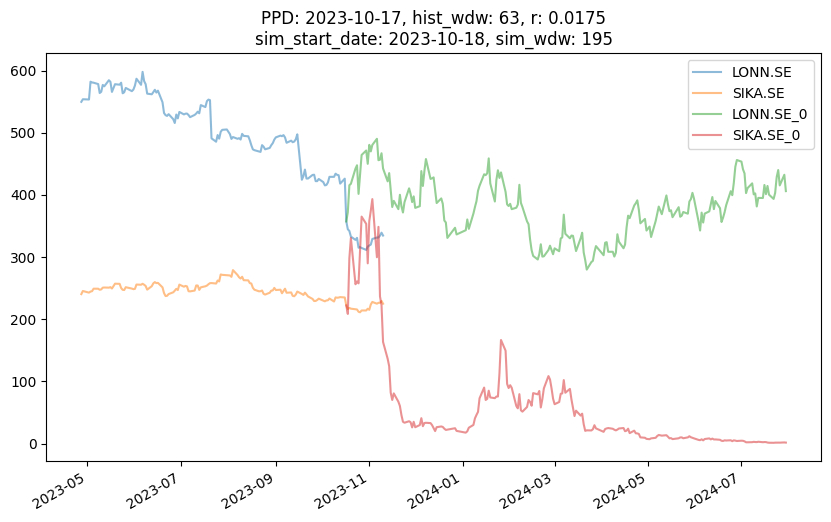 PPD: 2023-10-17, hist_wdw: 63, r: 0.0175
sim_start_date: 2023-10-18, sim_wdw: 195
LONN.SE
SIKA.SE
LONN.SE_0
SIKA.SE_0
600
500
400
300
200
100
0
2023-05
2023-07
2023-09
2023-11
2024-01
2024-03
2024-05
2024-07